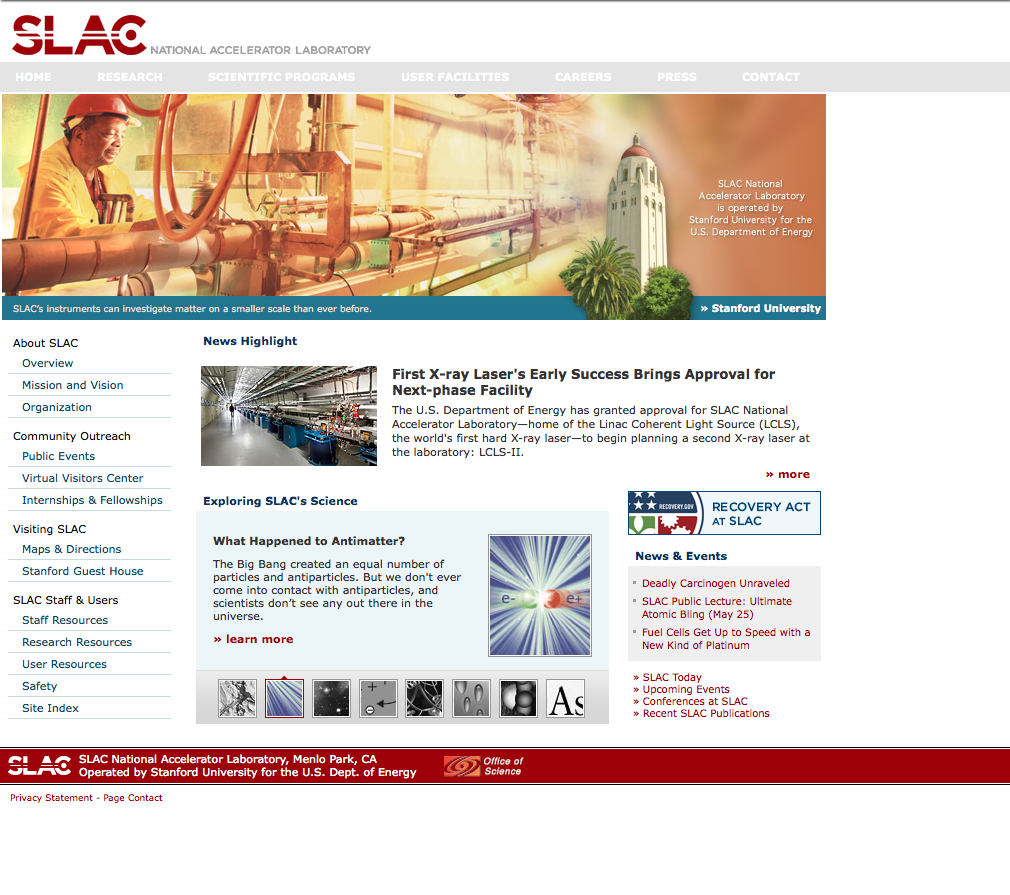 SLAC NATIONAL ACCELERATOR LABORATORY
HOME RESEARCH SCIENTIFIC PROGRAMS USER FACILITIES CAREERS PRESS CONTACT
SLAC National
Accelerator Laboratory
is operated by
Stanford University for the
U.S. Department of Energy
SLAC's instruments can investigate matter on a smaller scale than ever before.
» Stanford University
About SLAC
Overview
Mission and Vision
Organization
Community Outreach
Public Events
Virtual Visitors Center
Internships & Fellowships
Visiting SLAC
Maps & Directions
Stanford Guest House
SLAC Staff & Users
Staff Resources
Research Resources
User Resources
Safety
Site Index
News Highlight
First X-ray Laser's Early Success Brings Approval for
Next-phase Facility
The U.S. Department of Energy has granted approval for SLAC National
Accelerator Laboratory—home of the Linac Coherent Light Source (LCLS),
the world's first hard X-ray laser—to begin planning a second X-ray laser at
the laboratory: LCLS-II.
» more
Exploring SLAC's Science
What Happened to Antimatter?
The Big Bang created an equal number of
particles and antiparticles. But we don't ever
come into contact with antiparticles, and
scientists don’t see any out there in the
universe.
» learn more
e- e+
As
RECOVERY.GOV
RECOVERY ACT
AT SLAC
News & Events
Deadly Carcinogen Unraveled
SLAC Public Lecture: Ultimate
Atomic Bling (May 25)
Fuel Cells Get Up to Speed with a
New Kind of Platinum
» SLAC Today
» Upcoming Events
» Conferences at SLAC
» Recent SLAC Publications
SLAC
SLAC National Accelerator Laboratory, Menlo Park, CA
Operated by Stanford University for the U.S. Dept. of Energy
Office of
Science
Privacy Statement - Page Contact